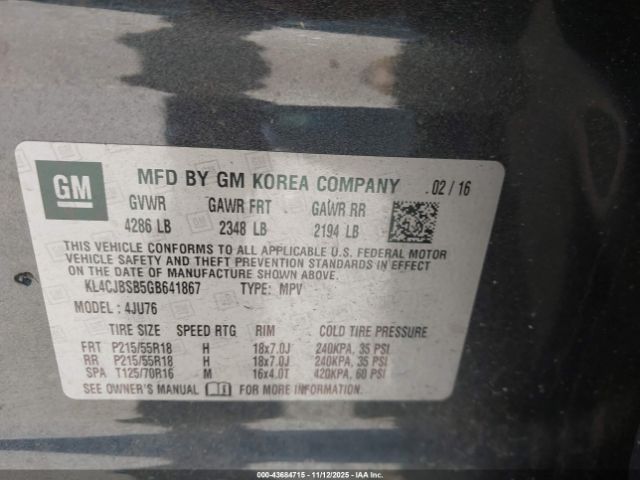 GM
MFD BY GM KOREA COMPANY 02/16
GVWR GAWR FRT GAWR RR
4286 LB 2348 LB 2194 LB
THIS VEHICLE CONFORMS TO ALL APPLICABLE U.S. FEDERAL MOTOR
VEHICLE SAFETY AND THEFT PREVENTION STANDARDS IN EFFECT
ON THE DATE OF MANUFACTURE SHOWN ABOVE.
KL4CJBSB5GB641867 TYPE: MPV
MODEL: 4JU76
TIRE SIZE SPEED RTG RIM COLD TIRE PRESSURE
FRT P215/55R18 H 18x7.0J 240KPA, 35 PSI
RR P215/55R18 H 18x7.0J 240KPA, 35 PSI
SPA T125/70R16 M 16x4.0T 420KPA, 60 PSI
SEE OWNER'S MANUAL FOR MORE INFORMATION.
000-43684715 - 11/12/2025 - IAAI.COM